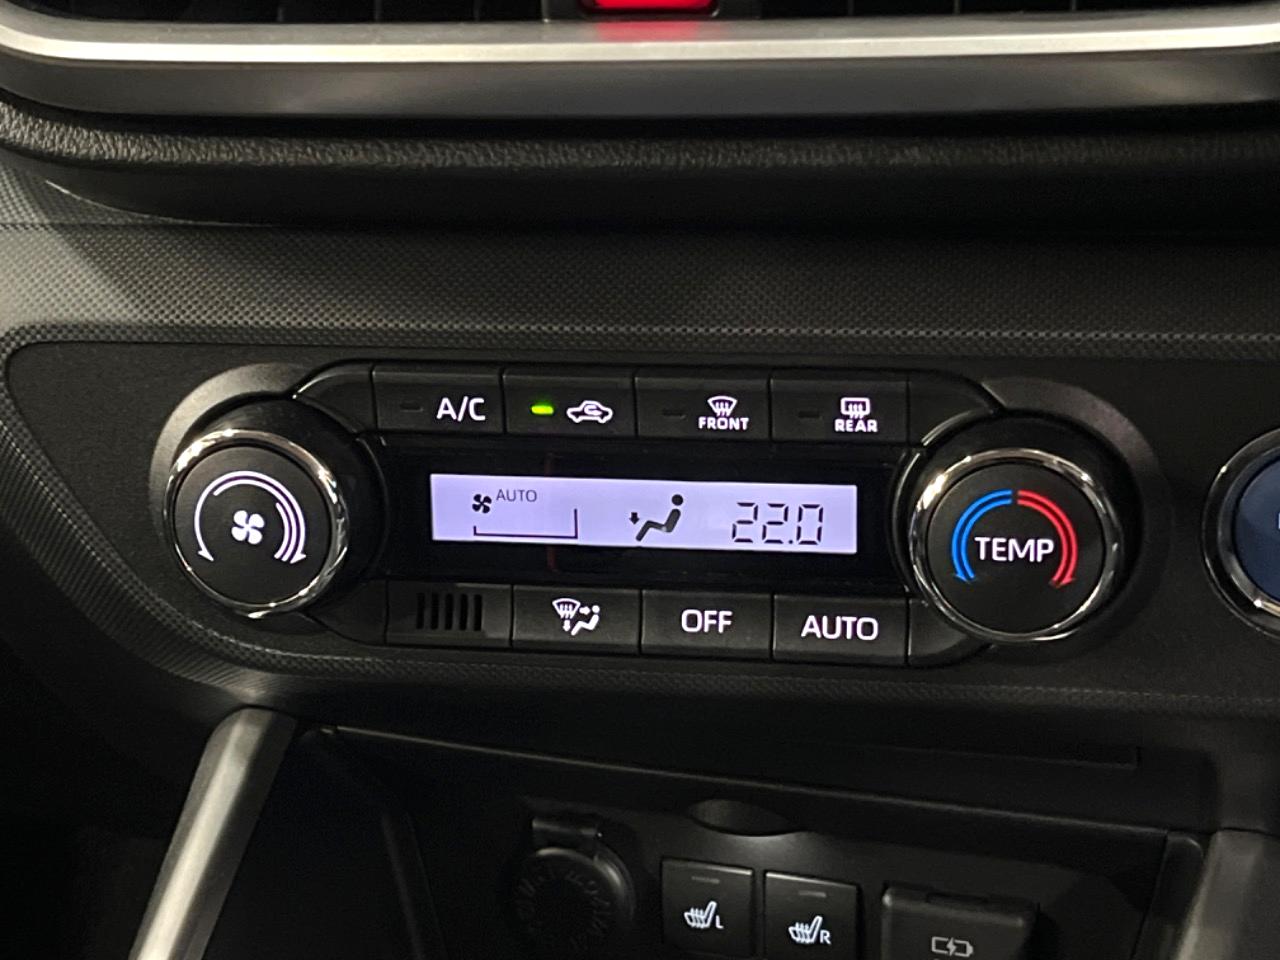 A/C
FRONT
REAR
AUTO
22.0
TEMP
OFF
AUTO
L
R